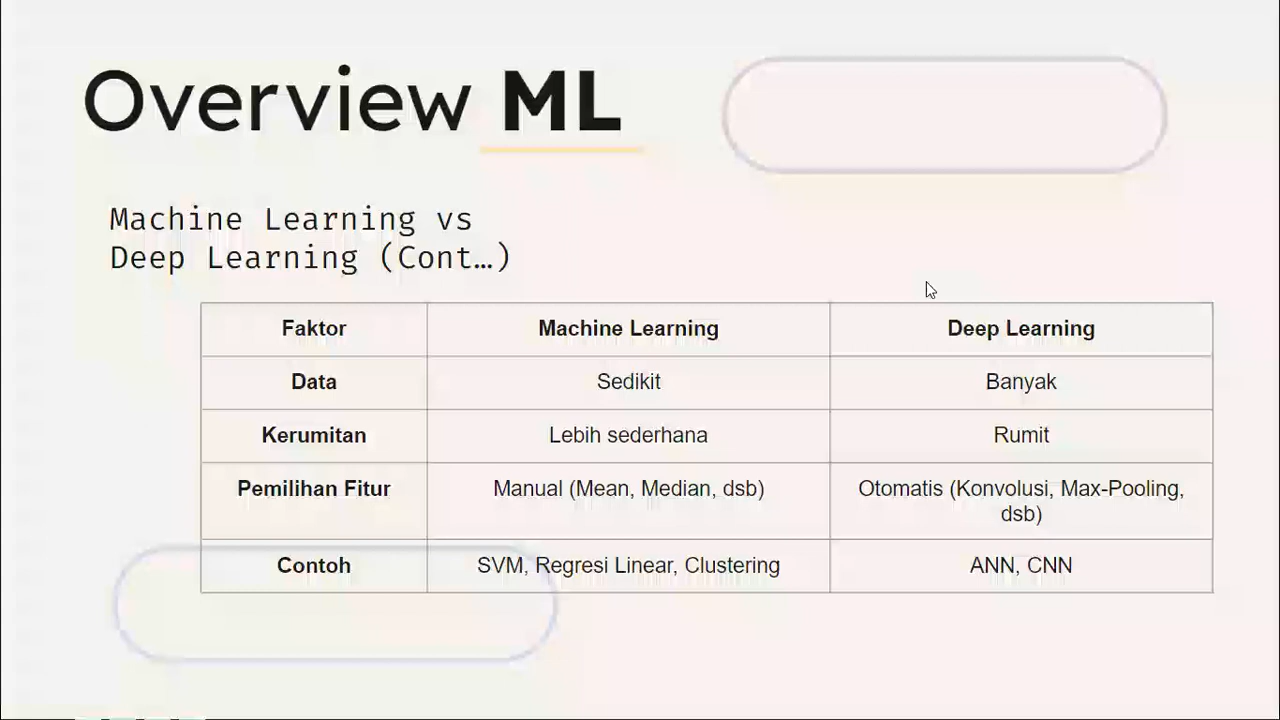 Overview ML
Machine Learning vs
Deep Learning (Cont…)
Faktor Machine Learning Deep Learning
Data Sedikit Banyak
Kerumitan Lebih sederhana Rumit
Pemilihan Fitur Manual (Mean, Median, dsb) Otomatis (Konvolusi, Max-Pooling,
dsb)
Contoh SVM, Regresi Linear, Clustering ANN, CNN